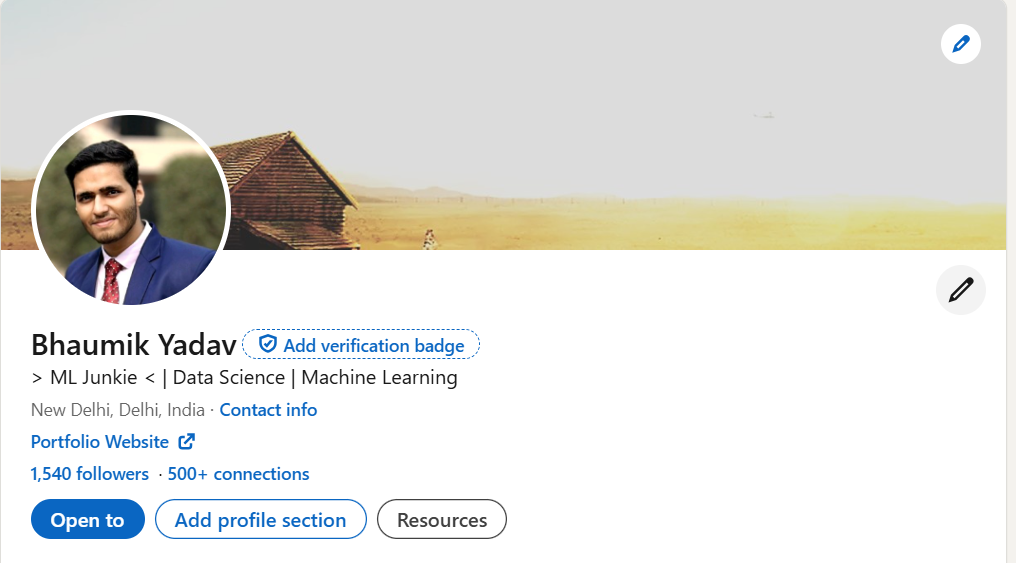 Bhaumik Yadav Add verification badge
> ML Junkie < | Data Science | Machine Learning
New Delhi, Delhi, India · Contact info
Portfolio Website
1,540 followers · 500+ connections
Open to Add profile section Resources